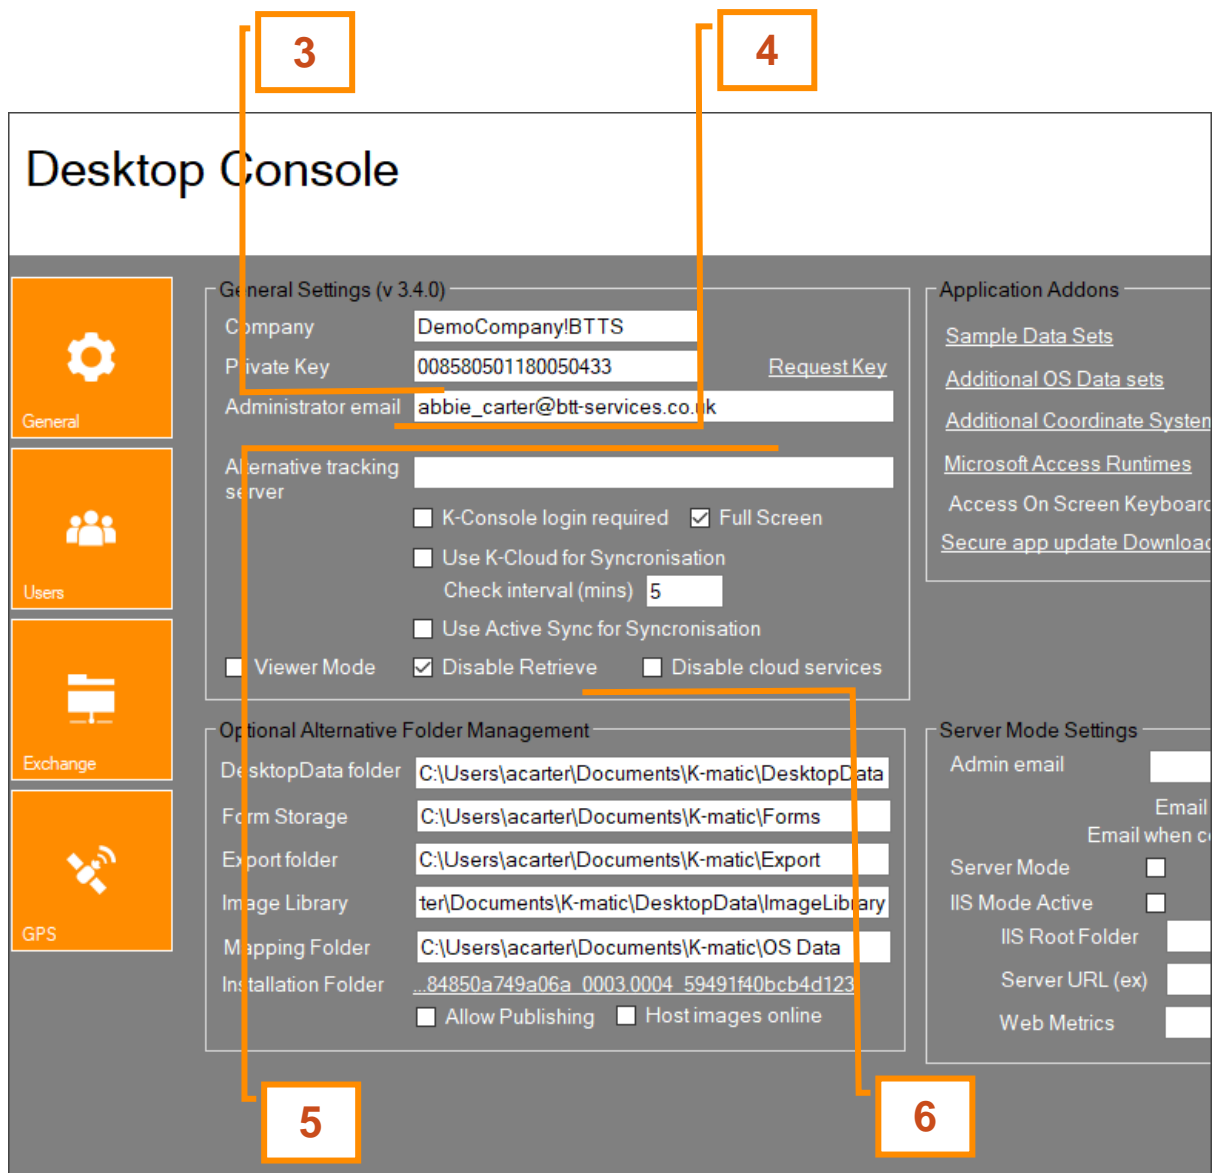 3
4
Desktop Console
General
Users
Exchange
GPS
General Settings (v 3.4.0)
Company DemoCompany!BTTS
Private Key 008580501180050433 Request Key
Administrator email abbie_carter@btt-services.co.uk
Alternative tracking
server
K-Console login required Full Screen
Use K-Cloud for Syncronisation
Check interval (mins) 5
Use Active Sync for Syncronisation
Viewer Mode Disable Retrieve Disable cloud services
Application Addons
Sample Data Sets
Additional OS Data sets
Additional Coordinate System
Microsoft Access Runtimes
Access On Screen Keyboard
Secure app update Download
Optional Alternative Folder Management
DesktopData folder C:\Users\acarter\Documents\K-matic\DesktopData
Form Storage C:\Users\acarter\Documents\K-matic\Forms
Export folder C:\Users\acarter\Documents\K-matic\Export
Image Library ter\Documents\K-matic\DesktopData\ImageLibrary
Mapping Folder C:\Users\acarter\Documents\K-matic\OS Data
Installation Folder ...84850a749a06a_0003.0004_59491f40bcb4d123
Allow Publishing Host images online
Server Mode Settings
Admin email
Email
Email when co
Server Mode
IIS Mode Active
IIS Root Folder
Server URL (ex)
Web Metrics
5
6